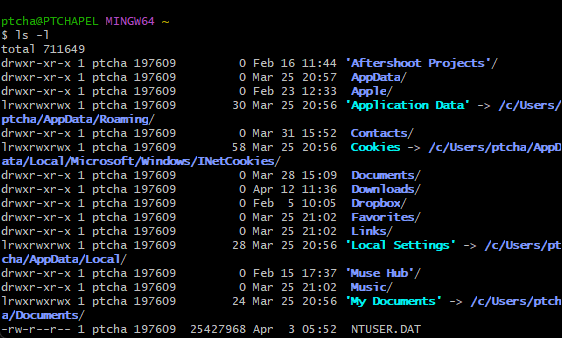 ptcha@PTCHAPEL MINGW64 ~
$ ls -l
total 711649
drwxr-xr-x 1 ptcha 197609        0 Feb 16 11:44 'Aftershoot Projects'/
drwxr-xr-x 1 ptcha 197609        0 Mar 25 20:57  AppData/
drwxr-xr-x 1 ptcha 197609        0 Feb 23 12:33  Apple/
lrwxrwxrwx 1 ptcha 197609       30 Mar 25 20:56 'Application Data' -> /c/Users/
ptcha/AppData/Roaming/
drwxr-xr-x 1 ptcha 197609        0 Mar 31 15:52  Contacts/
lrwxrwxrwx 1 ptcha 197609       58 Mar 25 20:56  Cookies -> /c/Users/ptcha/AppD
ata/Local/Microsoft/Windows/INetCookies/
drwxr-xr-x 1 ptcha 197609        0 Mar 28 15:09  Documents/
drwxr-xr-x 1 ptcha 197609        0 Apr 12 11:36  Downloads/
drwxr-xr-x 1 ptcha 197609        0 Feb  5 10:05  Dropbox/
drwxr-xr-x 1 ptcha 197609        0 Mar 25 21:02  Favorites/
drwxr-xr-x 1 ptcha 197609        0 Mar 25 21:02  Links/
lrwxrwxrwx 1 ptcha 197609       28 Mar 25 20:56 'Local Settings' -> /c/Users/pt
cha/AppData/Local/
drwxr-xr-x 1 ptcha 197609        0 Feb 15 17:37 'Muse Hub'/
drwxr-xr-x 1 ptcha 197609        0 Mar 25 21:02  Music/
lrwxrwxrwx 1 ptcha 197609       24 Mar 25 20:56 'My Documents' -> /c/Users/ptch
a/Documents/
-rw-r--r-- 1 ptcha 197609 25427968 Apr  3 05:52  NTUSER.DAT